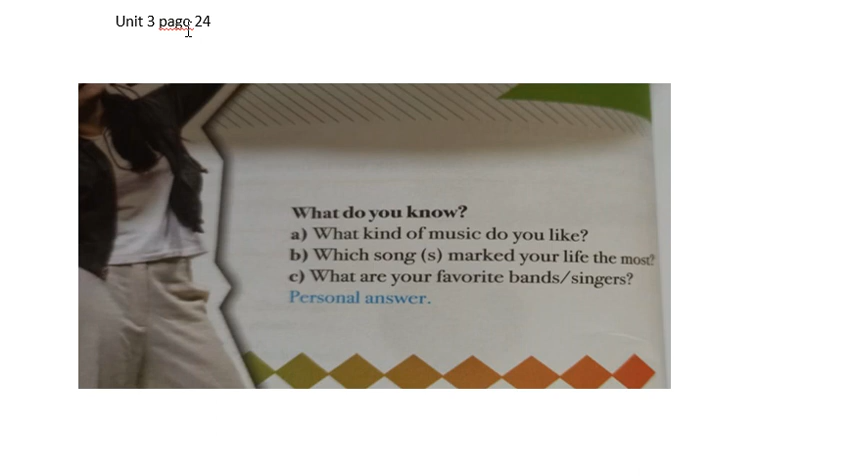 Unit 3 page 24
What do you know?
a) What kind of music do you like?
b) Which song (s) marked your life the most?
c) What are your favorite bands/singers?
Personal answer.